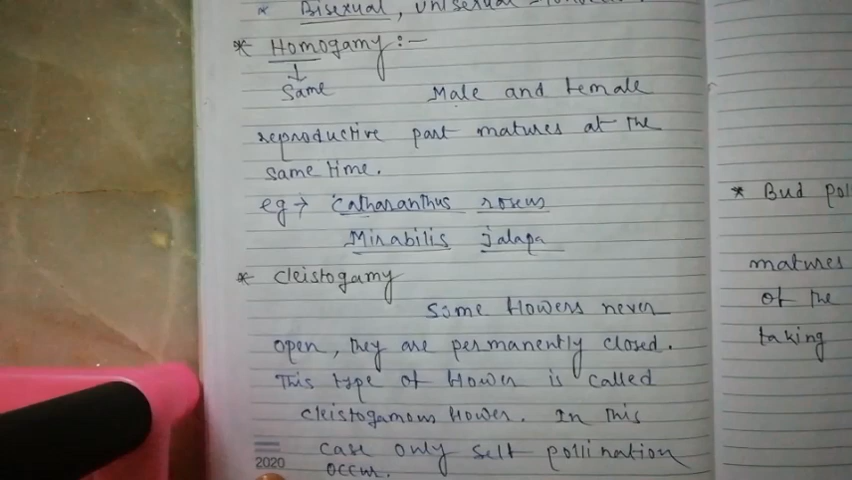 * Bisexual, Unisexual
* Homogamy :-
↓
Same Male and Female
reproductive part matures at the
same time.
eg → Catharanthus roseus
Mirabilis jalapa
* Cleistogamy
Some flowers never
open, they are permanently closed.
This type of flower is called
cleistogamous flower. In this
case only self pollination
occur.
2020
* Bud
matures
of the
taking